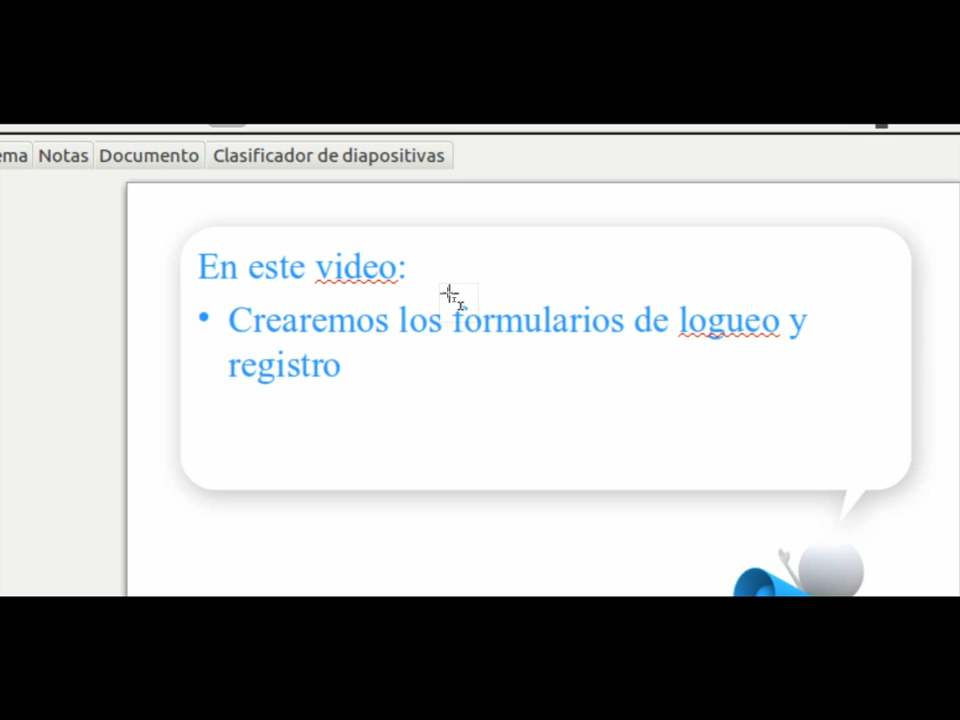 ema Notas Documento Clasificador de diapositivas
En este video:
• Crearemos los formularios de logueo y
registro